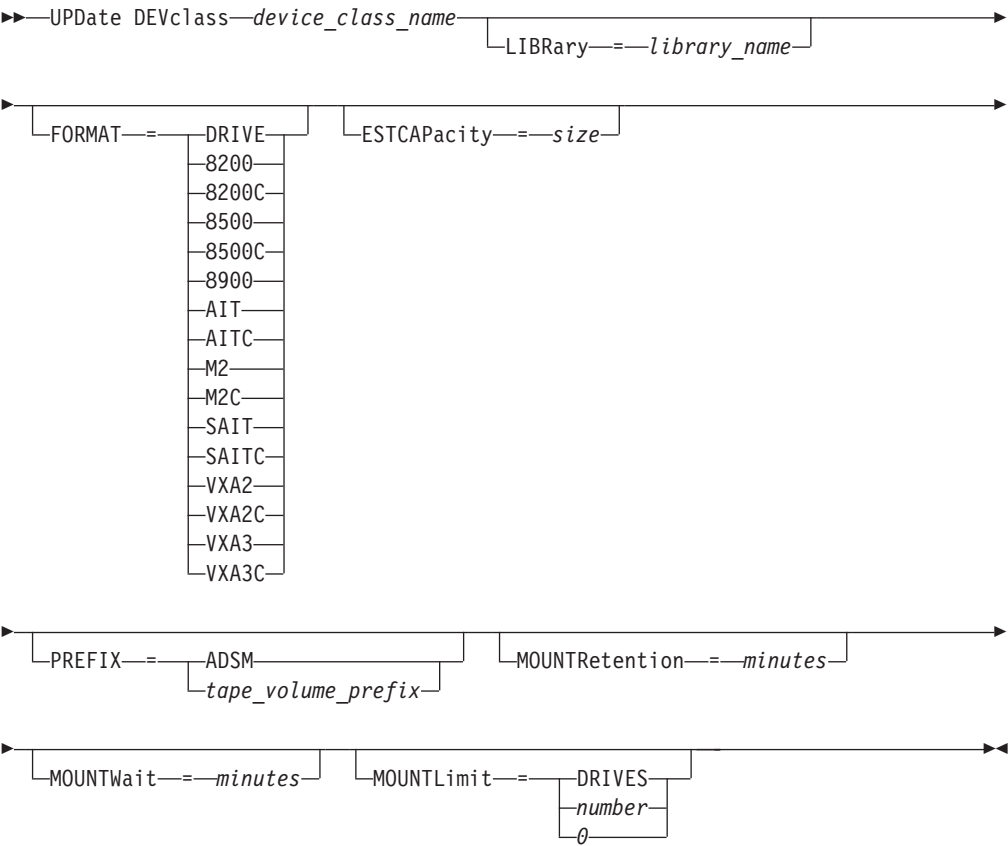 UPDate DEVclass device_class_name
LIBRary = library_name
FORMAT = DRIVE
8200
8200C
8500
8500C
8900
AIT
AITC
M2
M2C
SAIT
SAITC
VXA2
VXA2C
VXA3
VXA3C
ESTCAPacity = size
PREFIX = ADSM
tape_volume_prefix
MOUNTRetention = minutes
MOUNTWait = minutes
MOUNTLimit = DRIVES
number
0